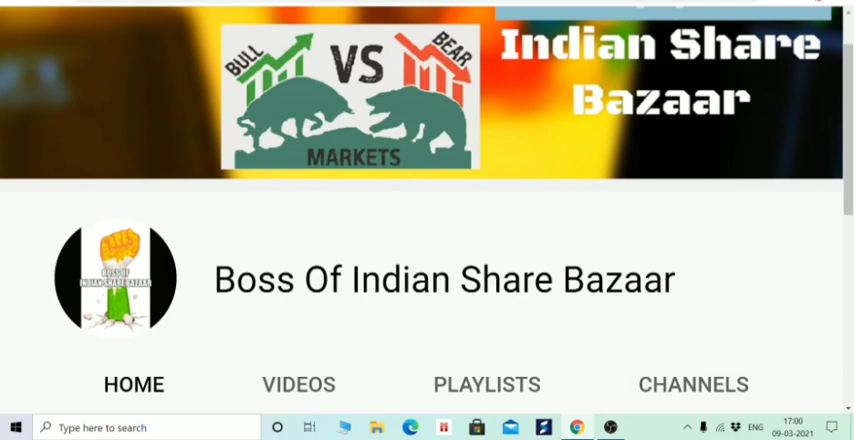 Indian Share
Bazaar
BULL
VS
BEAR
MARKETS
BOSS OF
INDIAN SHARE BAZAAR
Boss Of Indian Share Bazaar
HOME VIDEOS PLAYLISTS CHANNELS
Type here to search
ENG
17:00
09-03-2021